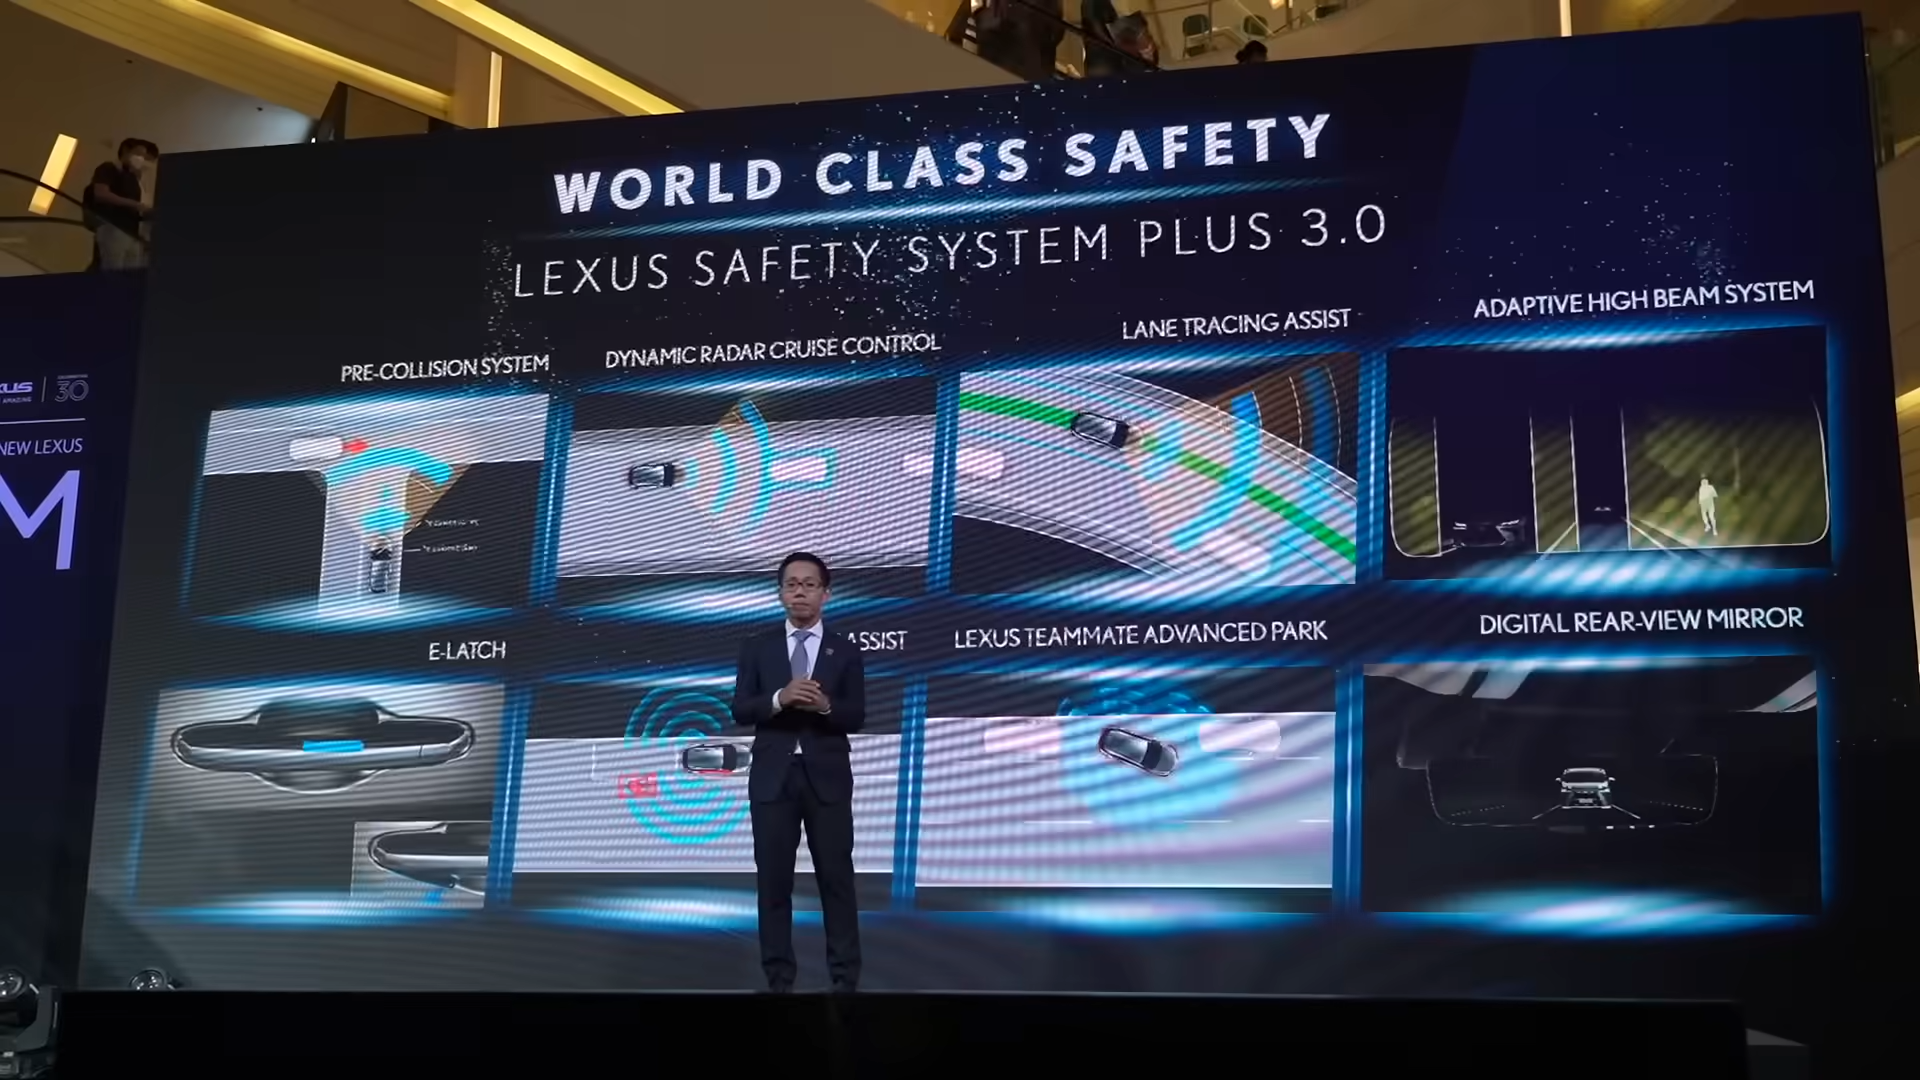 WORLD CLASS SAFETY
LEXUS SAFETY SYSTEM PLUS 3.0
PRE-COLLISION SYSTEM
DYNAMIC RADAR CRUISE CONTROL
LANE TRACING ASSIST
ADAPTIVE HIGH BEAM SYSTEM
E-LATCH
ASSIST
LEXUS TEAMMATE ADVANCED PARK
DIGITAL REAR-VIEW MIRROR
30
NEW LEXUS
M